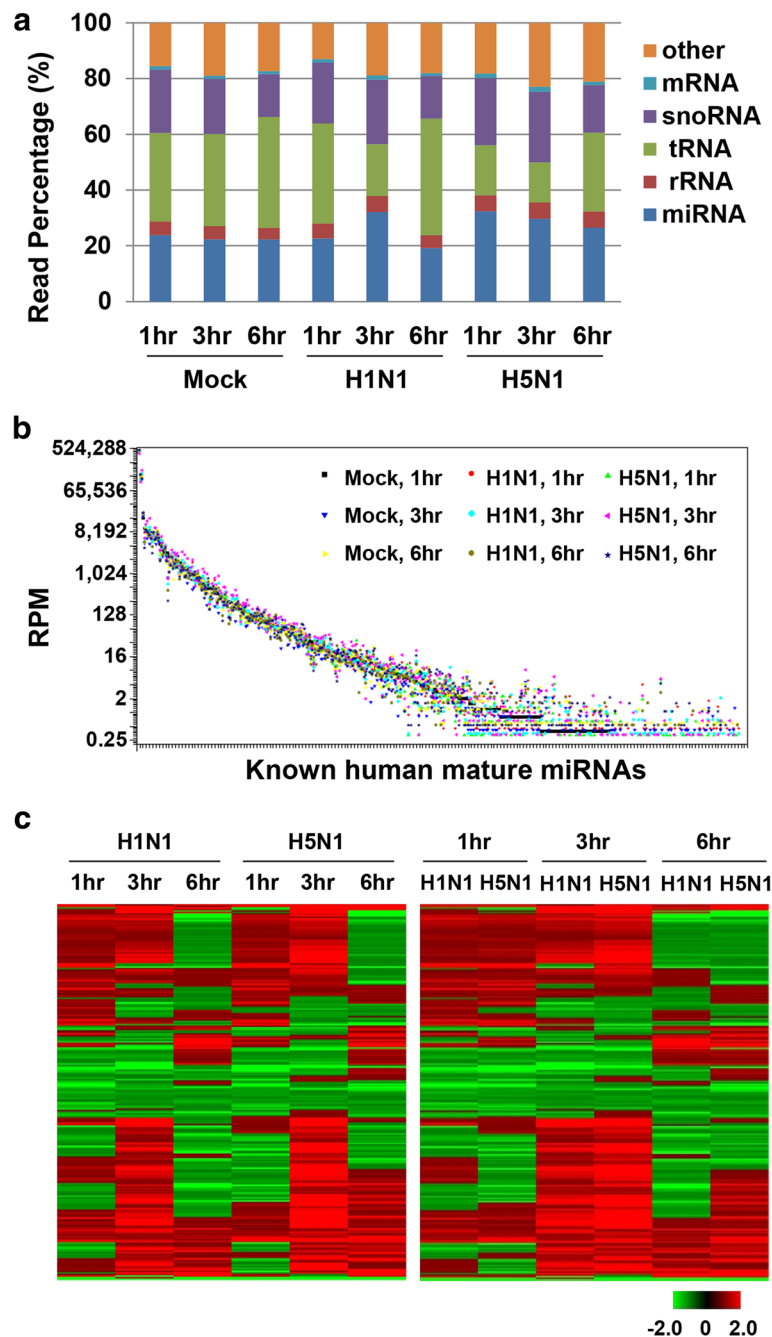 a
100
80
60
40
20
0
Read Percentage (%)
other
mRNA
snoRNA
tRNA
rRNA
miRNA
1hr 3hr 6hr 1hr 3hr 6hr 1hr 3hr 6hr
Mock H1N1 H5N1
b
524,288
65,536
8,192
1,024
128
16
2
0.25
RPM
Mock, 1hr H1N1, 1hr H5N1, 1hr
Mock, 3hr H1N1, 3hr H5N1, 3hr
Mock, 6hr H1N1, 6hr H5N1, 6hr
Known human mature miRNAs
c
H1N1 H5N1 1hr 3hr 6hr
1hr 3hr 6hr 1hr 3hr 6hr H1N1 H5N1 H1N1 H5N1 H1N1 H5N1
-2.0 0 2.0